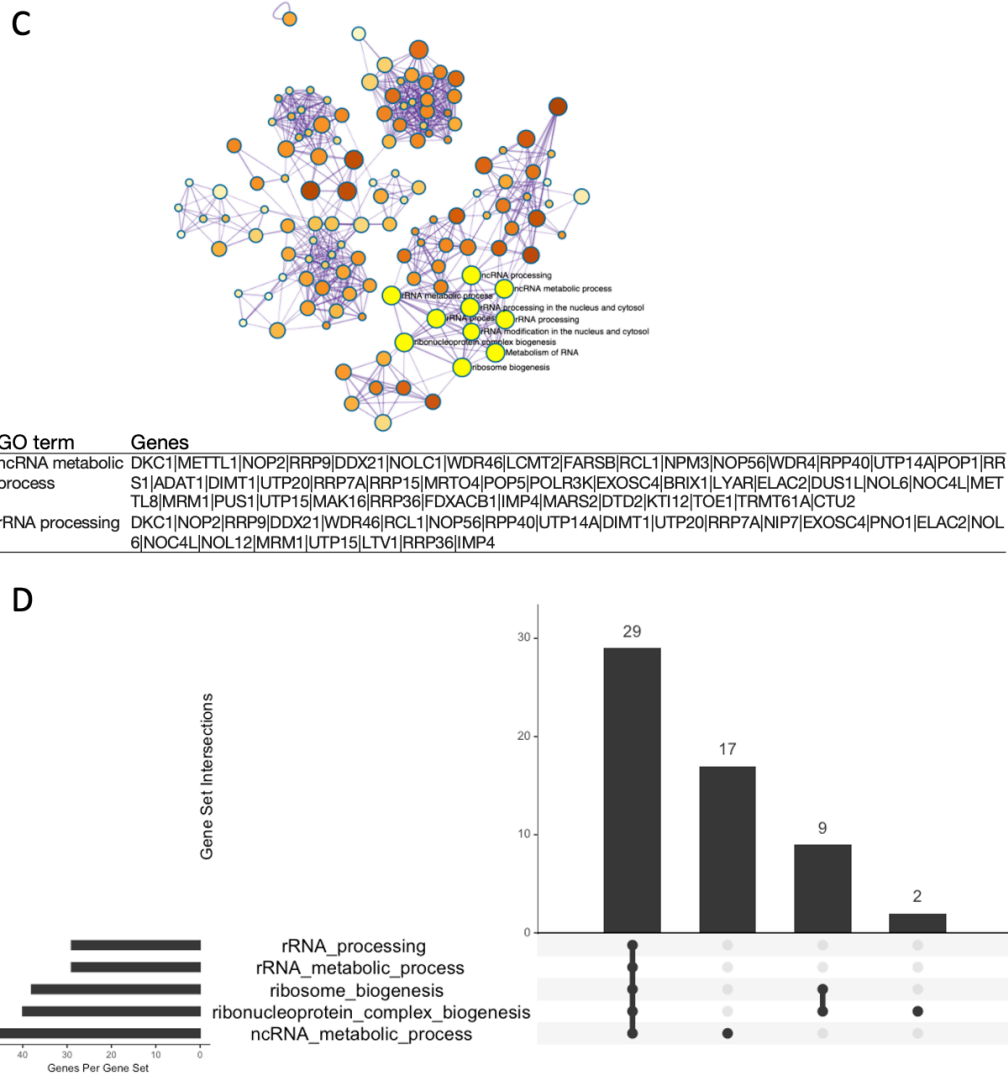 C
ncRNA processing
ncRNA metabolic process
rRNA metabolic process
rRNA processing in the nucleus and cytosol
rRNA proces
rRNA processing
rRNA modification in the nucleus and cytosol
ribonucleoprotein complex biogenesis
Metabolism of RNA
ribosome biogenesis
GO term Genes
ncRNA metabolic DKC1|METTL1|NOP2|RRP9|DDX21|NOLC1|WDR46|LCMT2|FARSB|RCL1|NPM3|NOP56|WDR4|RPP40|UTP14A|POP1|RR
process S1|ADAT1|DIMT1|UTP20|RRP7A|RRP15|MRTO4|POP5|POLR3K|EXOSC4|BRIX1|LYAR|ELAC2|DUS1L|NOL6|NOC4L|MET
TL8|MRM1|PUS1|UTP15|MAK16|RRP36|FDXACB1|IMP4|MARS2|DTD2|KTI12|TOE1|TRMT61A|CTU2
rRNA processing DKC1|NOP2|RRP9|DDX21|WDR46|RCL1|NOP56|RPP40|UTP14A|DIMT1|UTP20|RRP7A|NIP7|EXOSC4|PNO1|ELAC2|NOL
6|NOC4L|NOL12|MRM1|UTP15|LTV1|RRP36|IMP4
D
Gene Set Intersections
30
20
10
0
29
17
9
2
rRNA_processing
rRNA_metabolic_process
ribosome_biogenesis
ribonucleoprotein_complex_biogenesis
ncRNA_metabolic_process
40 30 20 10 0
Genes Per Gene Set